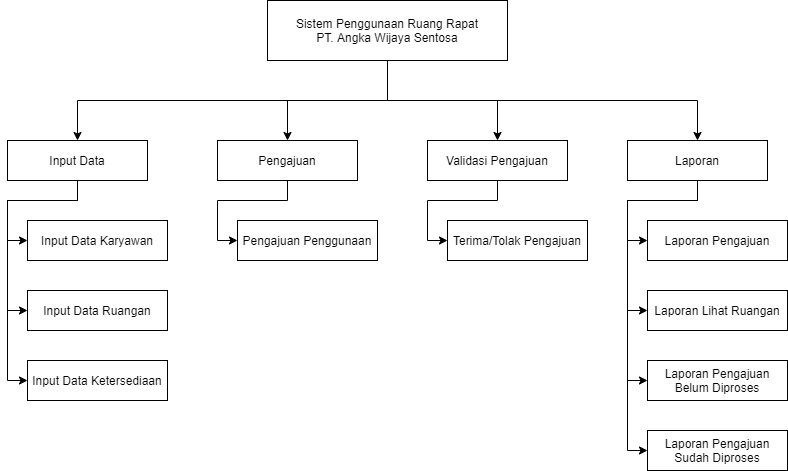 Sistem Penggunaan Ruang Rapat
PT. Angka Wijaya Sentosa
Input Data
Pengajuan
Validasi Pengajuan
Laporan
Input Data Karyawan
Pengajuan Penggunaan
Terima/Tolak Pengajuan
Laporan Pengajuan
Input Data Ruangan
Laporan Lihat Ruangan
Input Data Ketersediaan
Laporan Pengajuan
Belum Diproses
Laporan Pengajuan
Sudah Diproses